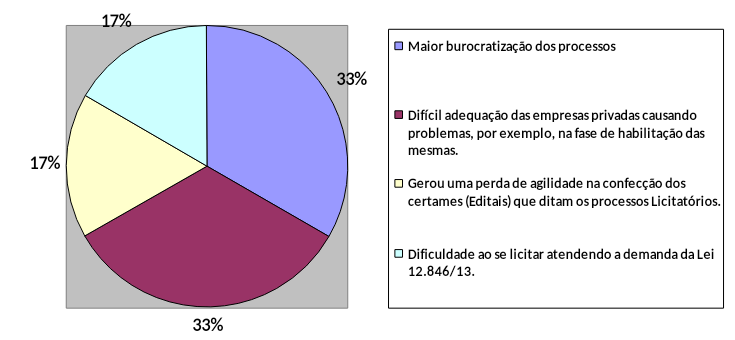 17%
33%
17%
33%
Maior burocratização dos processos
Difícil adequação das empresas privadas causando
problemas, por exemplo, na fase de habilitação das
mesmas.
Gerou uma perda de agilidade na confecção dos
certames (Editais) que ditam os processos Licitatórios.
Dificuldade ao se licitar atendendo a demanda da Lei
12.846/13.